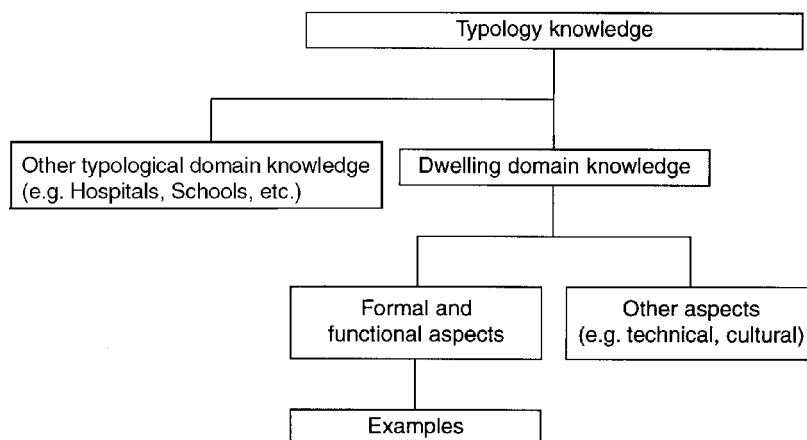 Typology knowledge
Other typological domain knowledge
(e.g. Hospitals, Schools, etc.)
Dwelling domain knowledge
Formal and
functional aspects
Other aspects
(e.g. technical, cultural)
Examples